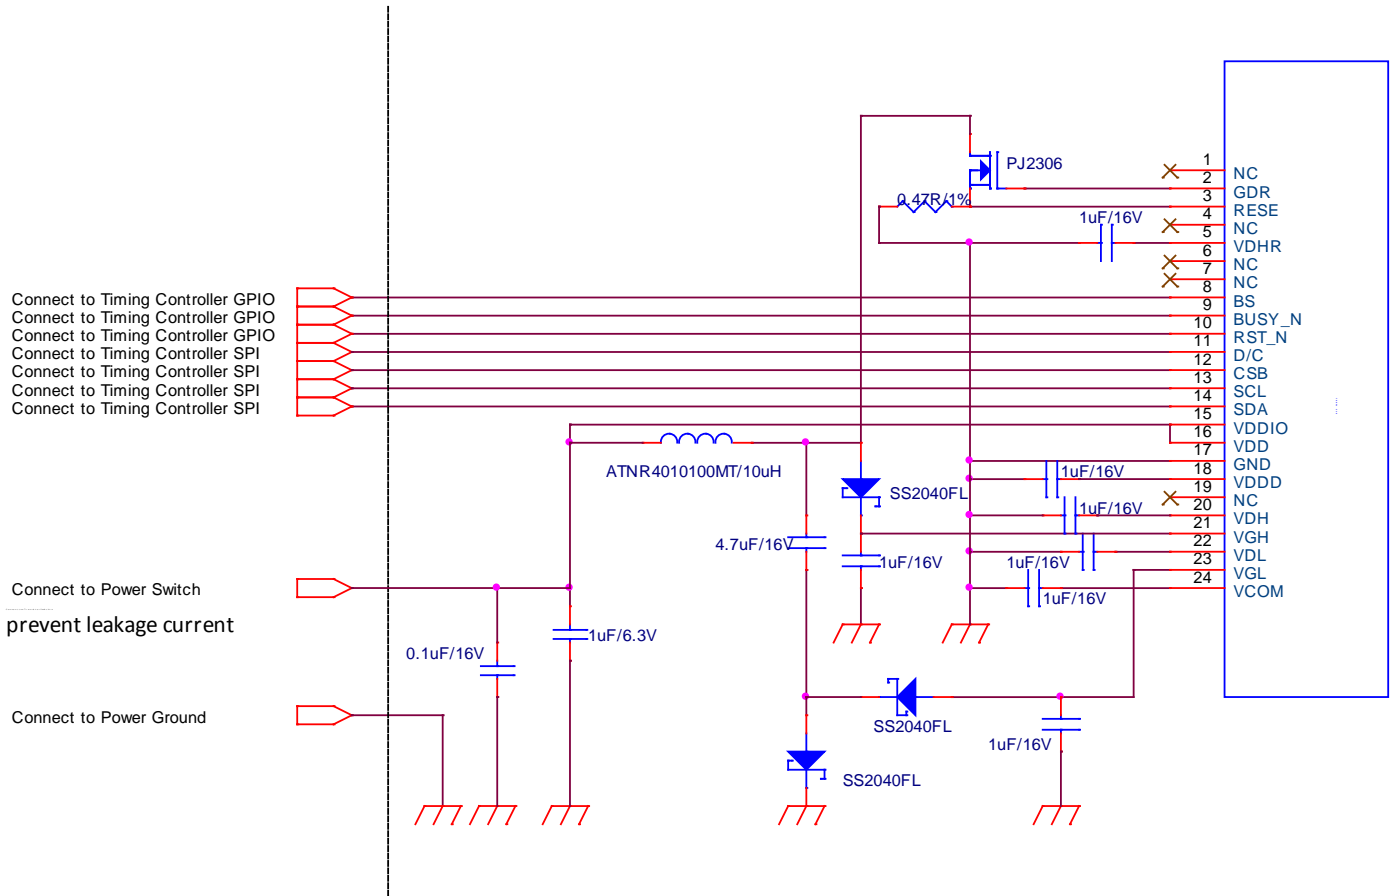 PJ2306
0.47R/1%
1uF/16V
1
NC
2
GDR
3
RESE
4
NC
5
VDHR
6
NC
7
NC
8
BS
9
BUSY_N
10
RST_N
11
D/C
12
CSB
13
SCL
14
SDA
15
VDDIO
16
VDD
17
GND
18
VDDD
19
NC
20
VDH
21
VGH
22
VDL
23
VGL
24
VCOM
Connect to Timing Controller GPIO
Connect to Timing Controller GPIO
Connect to Timing Controller GPIO
Connect to Timing Controller SPI
Connect to Timing Controller SPI
Connect to Timing Controller SPI
Connect to Timing Controller SPI
ATNR4010100MT/10uH
SS2040FL
1uF/16V
1uF/16V
4.7uF/16V
1uF/16V
1uF/16V
1uF/16V
Connect to Power Switch
prevent leakage current
0.1uF/16V
1uF/6.3V
Connect to Power Ground
SS2040FL
1uF/16V
SS2040FL